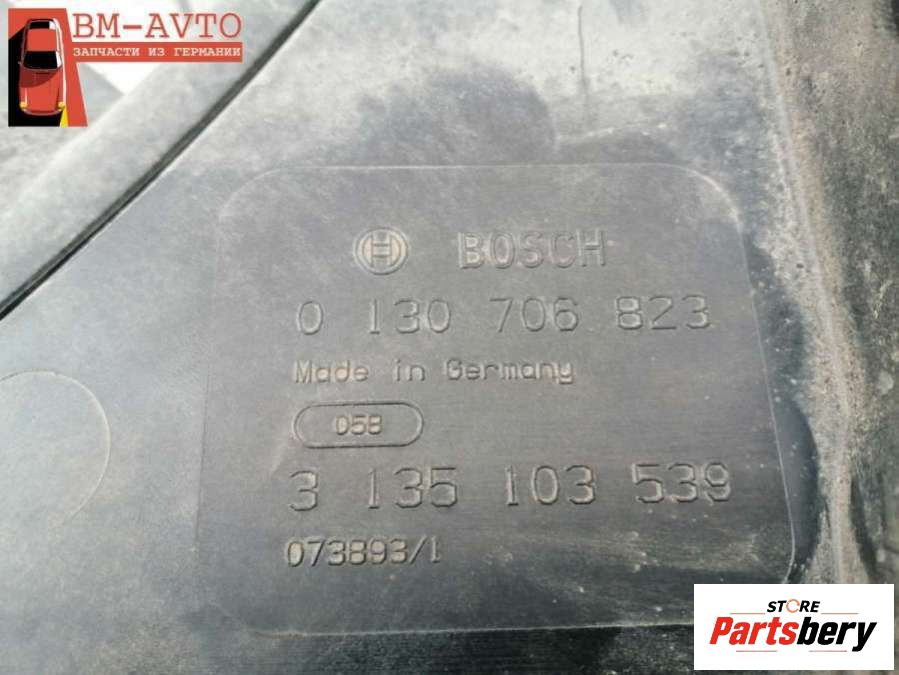 BM-AVTO
ЗАПЧАСТИ ИЗ ГЕРМАНИИ
BOSCH
0 130 706 823
Made in Germany
058
3 135 103 539
073893/1
STORE
Partsbery